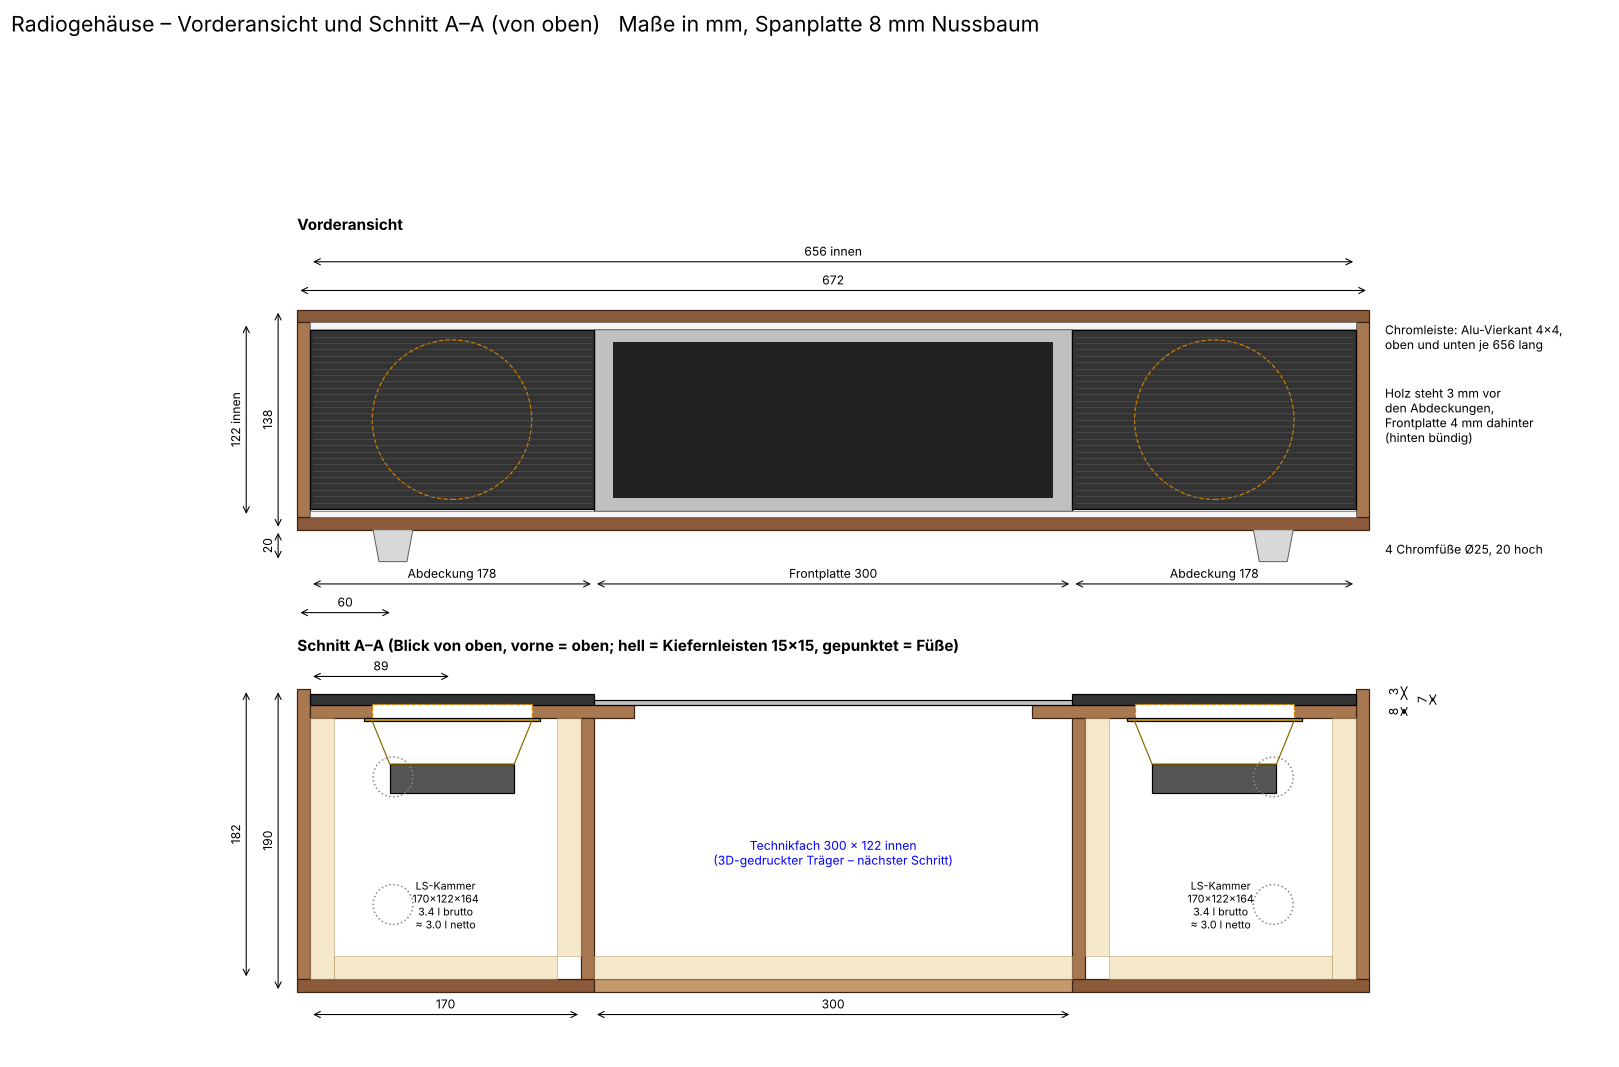 Radiogehäuse – Vorderansicht und Schnitt A–A (von oben)   Maße in mm, Spanplatte 8 mm Nussbaum
Vorderansicht
656 innen
672
122 innen
138
20
Chromleiste: Alu-Vierkant 4×4,
oben und unten je 656 lang
Holz steht 3 mm vor
den Abdeckungen,
Frontplatte 4 mm dahinter
(hinten bündig)
4 Chromfüße Ø25, 20 hoch
Abdeckung 178
Frontplatte 300
Abdeckung 178
60
Schnitt A–A (Blick von oben, vorne = oben; hell = Kiefernleisten 15×15, gepunktet = Füße)
89
3
7
8
182
190
Technikfach 300 × 122 innen
(3D-gedruckter Träger – nächster Schritt)
LS-Kammer
170×122×164
3.4 l brutto
≈ 3.0 l netto
LS-Kammer
170×122×164
3.4 l brutto
≈ 3.0 l netto
170
300